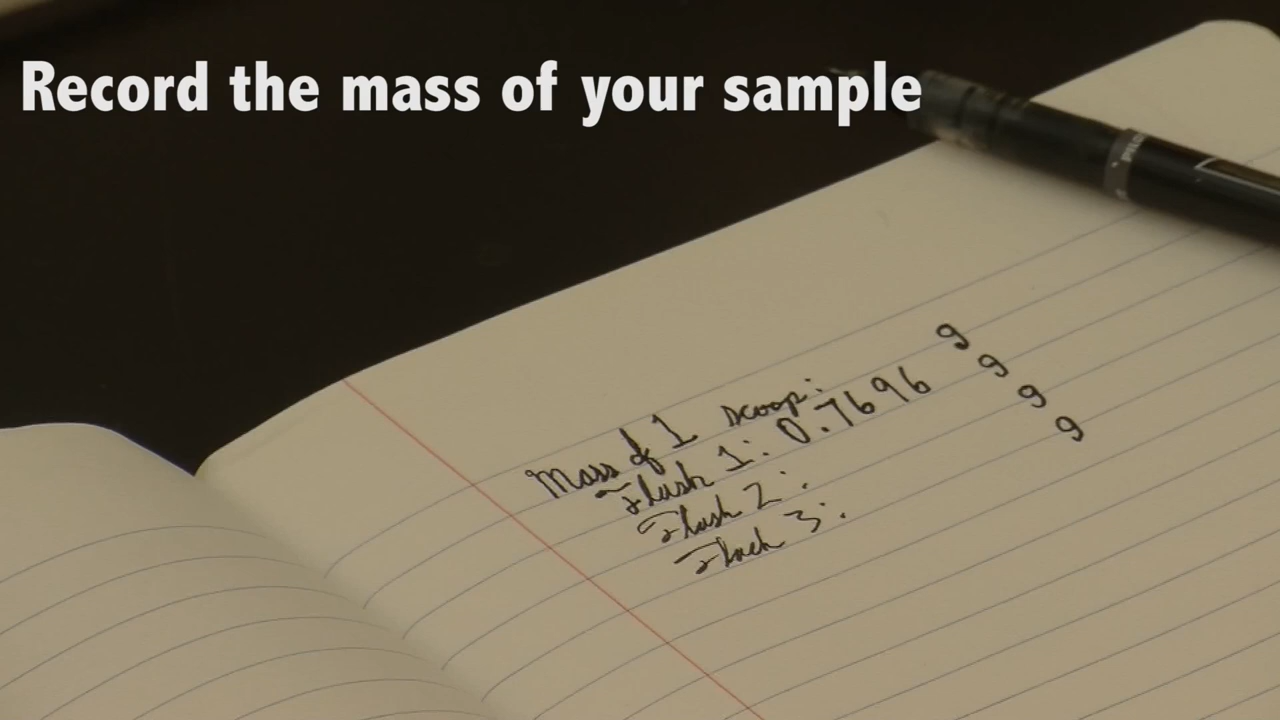 Record the mass of your sample
Mass of 1 scoop: g
Flask 1: 0.7696 g
Flask 2: g
Flask 3: g